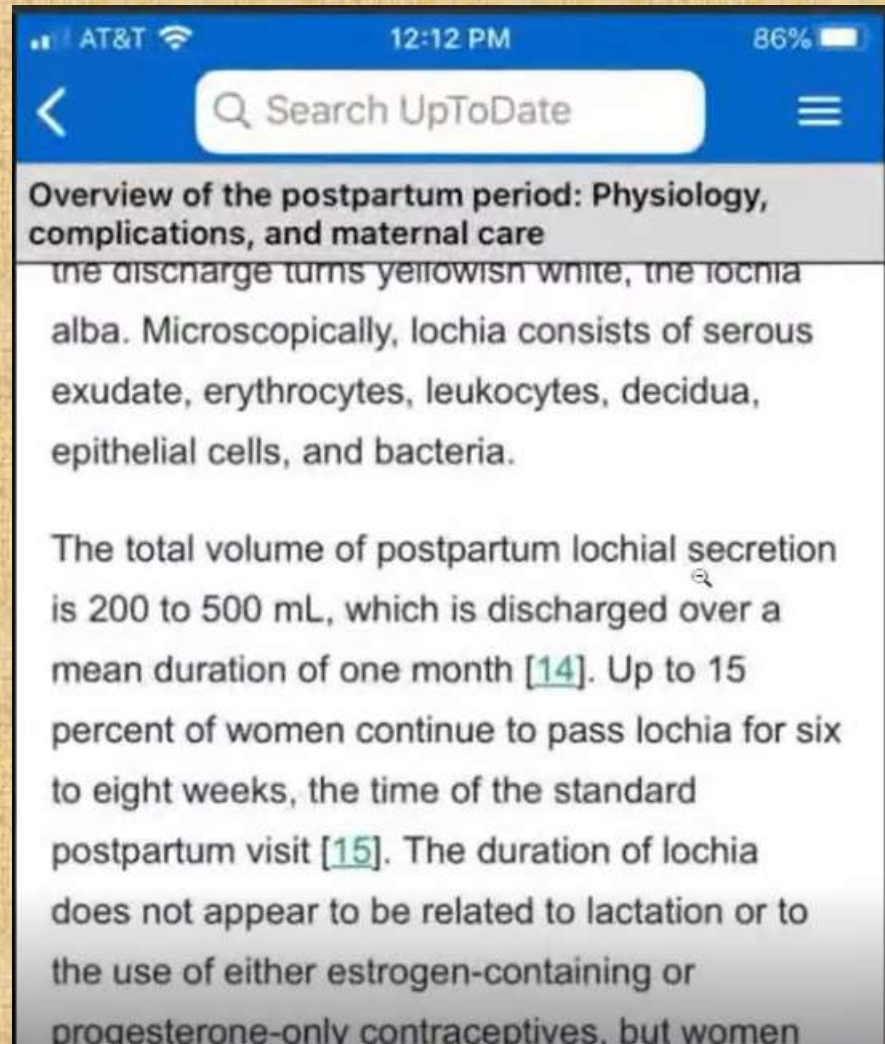 AT&T 12:12 PM 86%
Search UpToDate
Overview of the postpartum period: Physiology,
complications, and maternal care
the discharge turns yellowish white, the lochia
alba. Microscopically, lochia consists of serous
exudate, erythrocytes, leukocytes, decidua,
epithelial cells, and bacteria.
The total volume of postpartum lochial secretion
is 200 to 500 mL, which is discharged over a
mean duration of one month [14]. Up to 15
percent of women continue to pass lochia for six
to eight weeks, the time of the standard
postpartum visit [15]. The duration of lochia
does not appear to be related to lactation or to
the use of either estrogen-containing or
progesterone-only contraceptives, but women